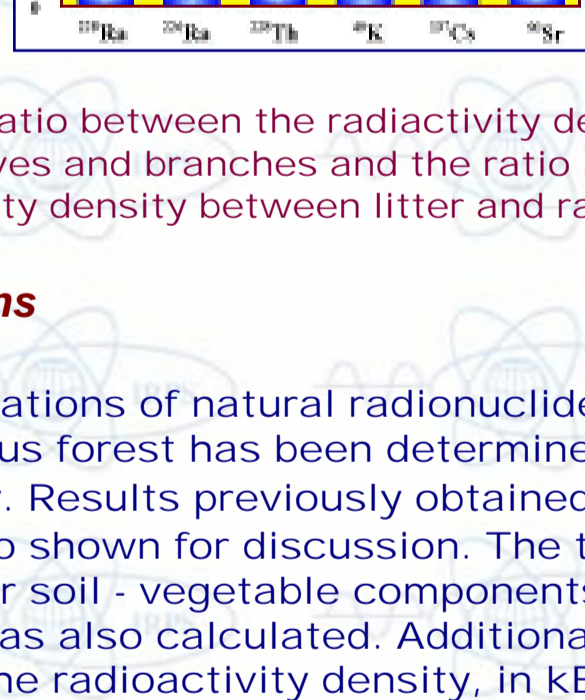 0
²²⁸Ra ²²⁶Ra ²²⁸Th ⁴⁰K ¹³⁷Cs ⁹⁰Sr
atio between the radiactivity de
ves and branches and the ratio
ty density between litter and ra
ns
ations of natural radionuclide
us forest has been determine
. Results previously obtained
o shown for discussion. The t
r soil - vegetable components
as also calculated. Additiona
he radioactivity density, in kB